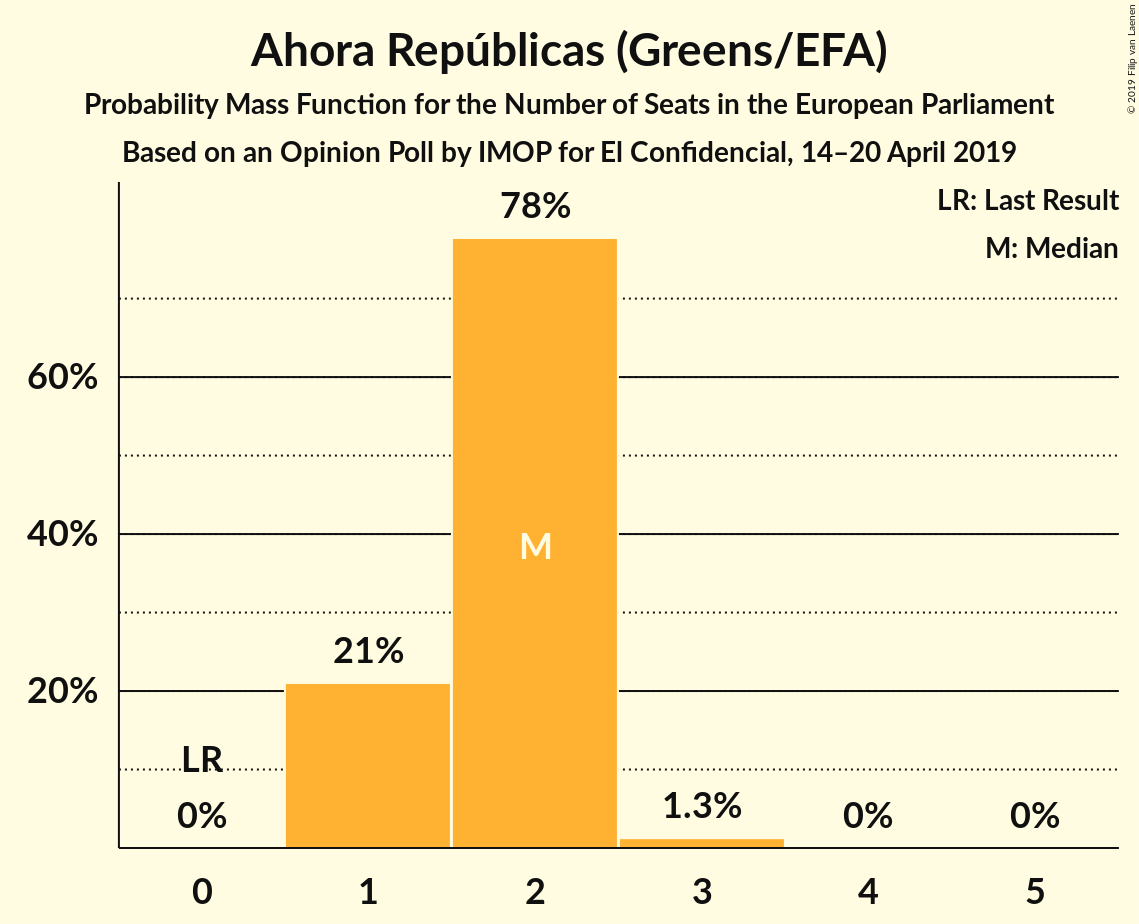 Ahora Repúblicas (Greens/EFA)
Probability Mass Function for the Number of Seats in the European Parliament
Based on an Opinion Poll by IMOP for El Confidencial, 14–20 April 2019
© 2019 Filip van Laenen
LR: Last Result
M: Median
78%
60%
40%
20%
M
21%
LR
0%
1.3%
0%
0%
0 1 2 3 4 5